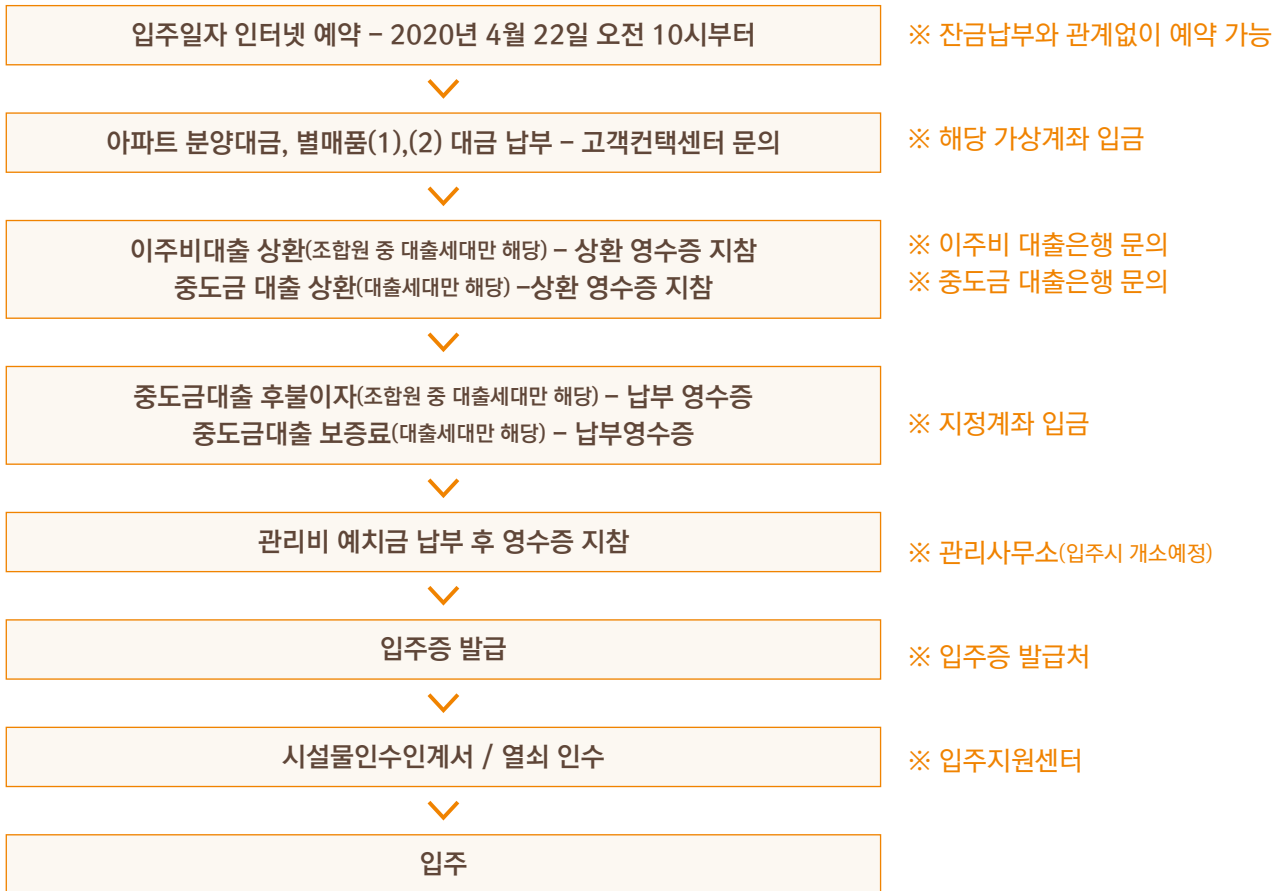 입주일자 인터넷 예약 – 2020년 4월 22일 오전 10시부터
※ 잔금납부와 관계없이 예약 가능
아파트 분양대금, 별매품(1),(2) 대금 납부 – 고객컨택센터 문의
※ 해당 가상계좌 입금
이주비대출 상환(조합원 중 대출세대만 해당) – 상환 영수증 지참
중도금 대출 상환(대출세대만 해당) –상환 영수증 지참
※ 이주비 대출은행 문의
※ 중도금 대출은행 문의
중도금대출 후불이자(조합원 중 대출세대만 해당) – 납부 영수증
중도금대출 보증료(대출세대만 해당) – 납부영수증
※ 지정계좌 입금
관리비 예치금 납부 후 영수증 지참
※ 관리사무소(입주시 개소예정)
입주증 발급
※ 입주증 발급처
시설물인수인계서 / 열쇠 인수
※ 입주지원센터
입주